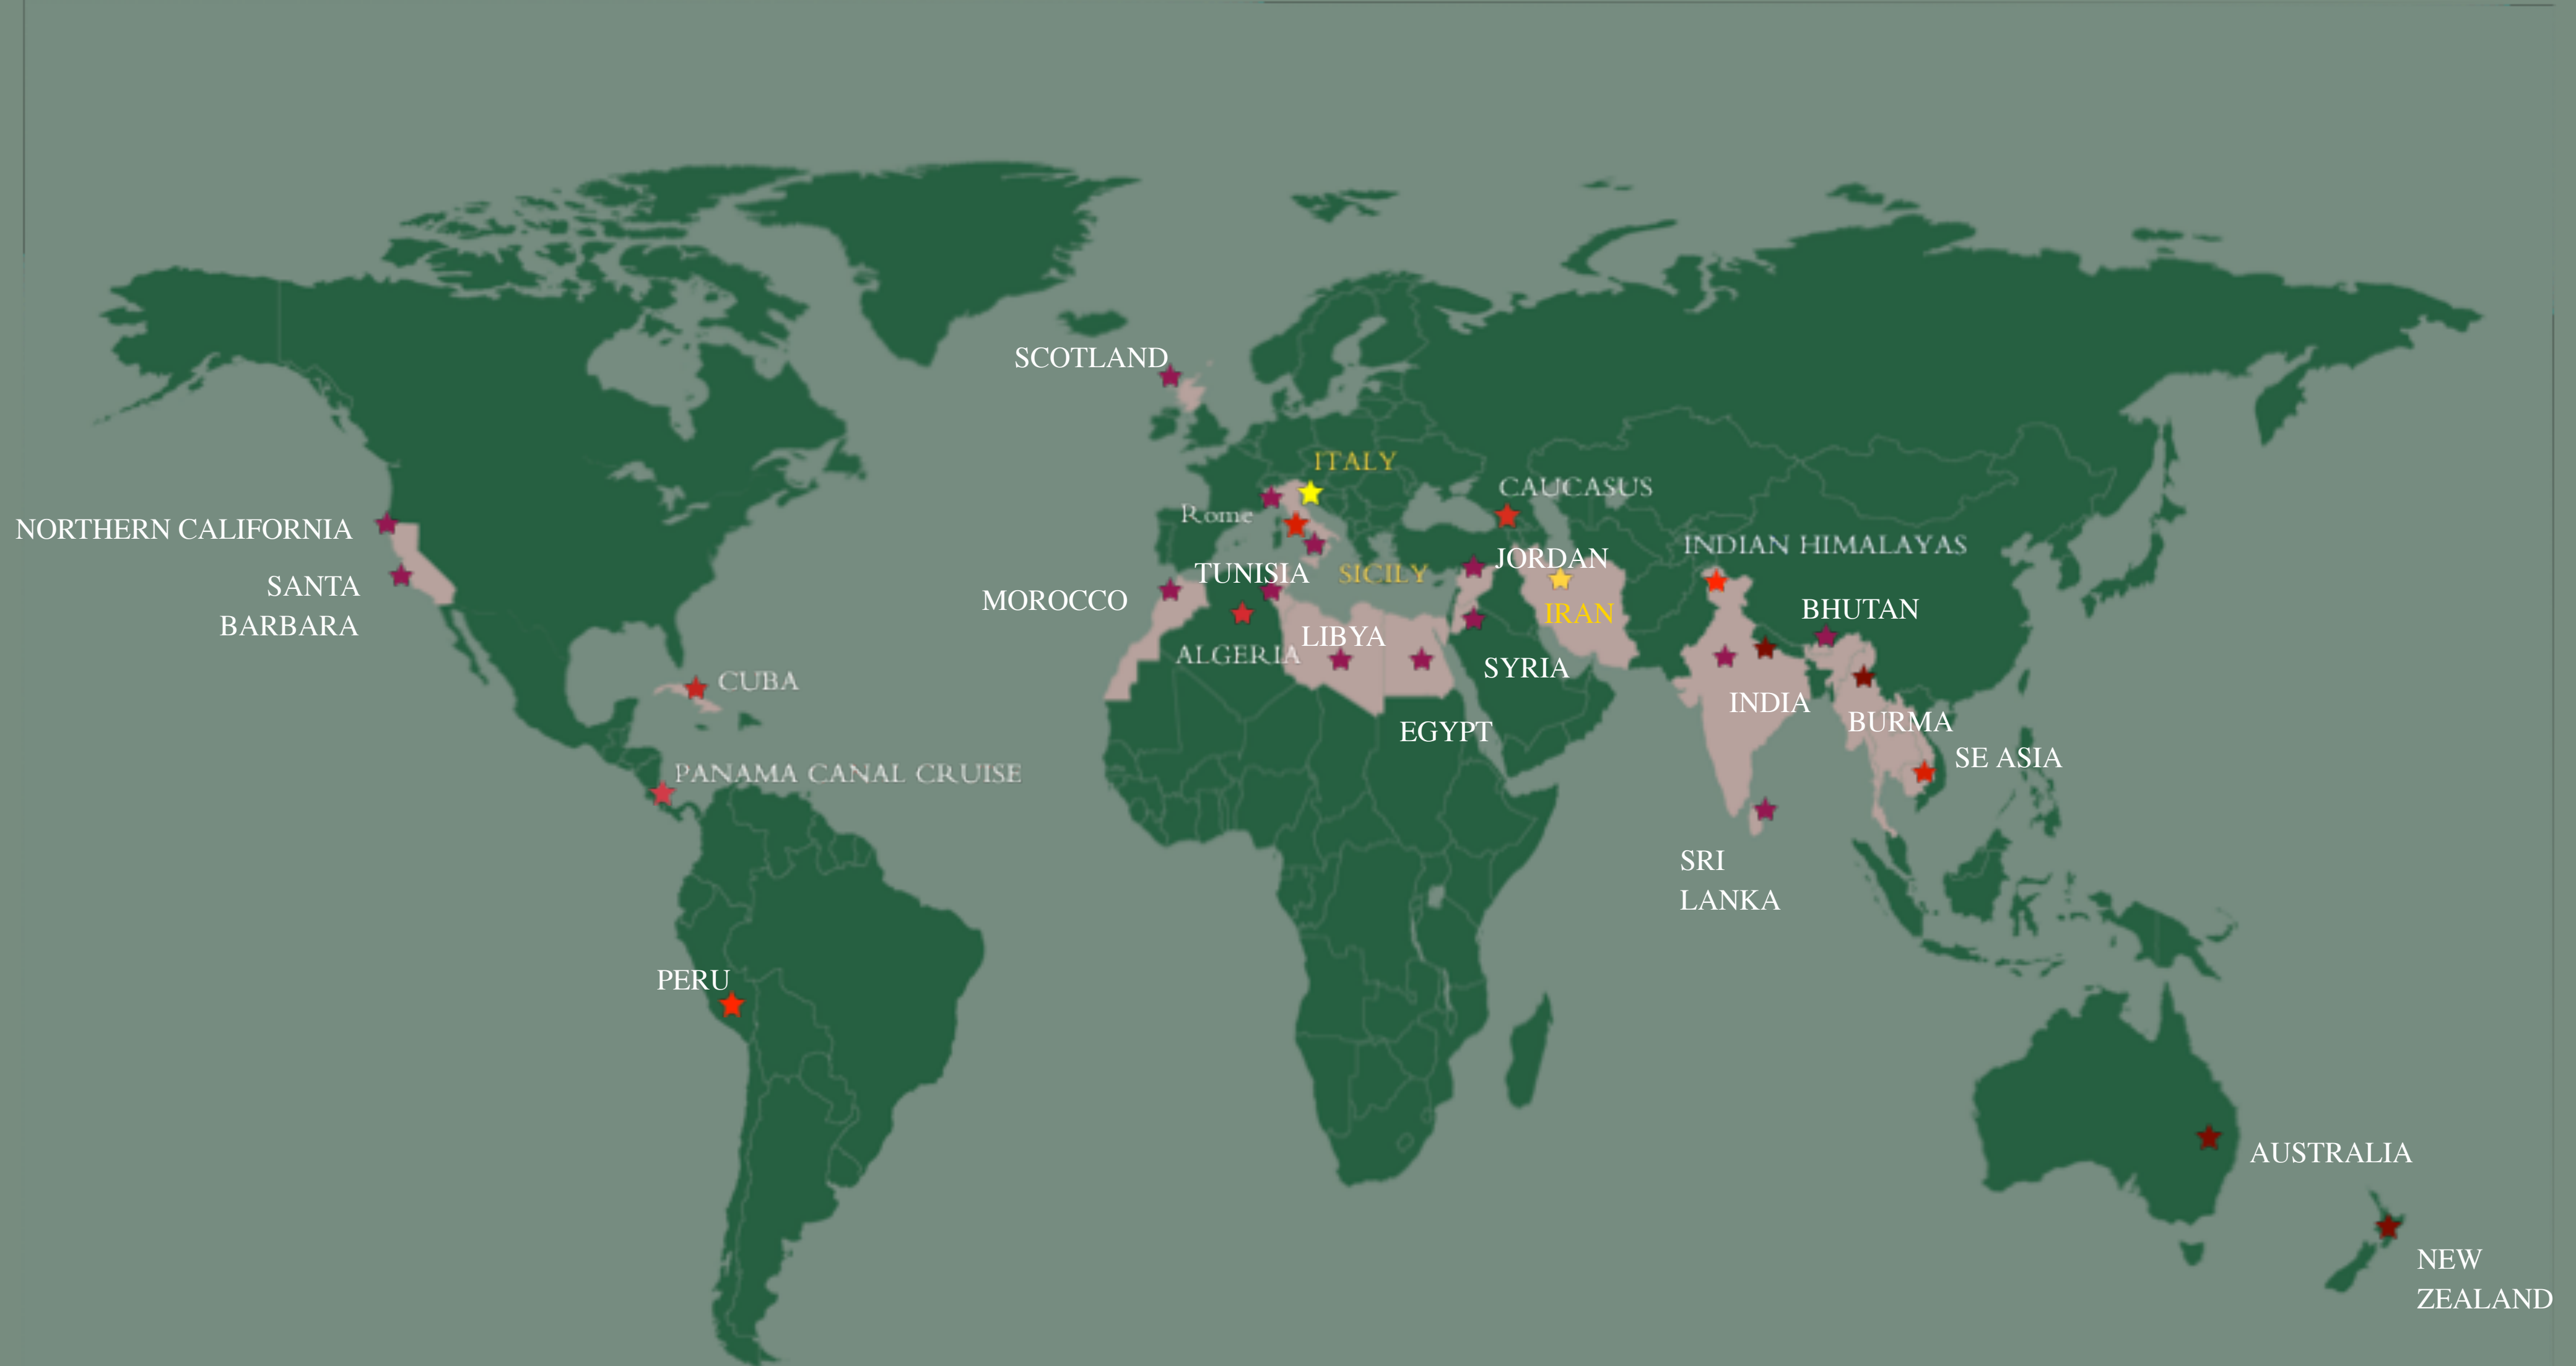 SCOTLAND
ITALY
CAUCASUS
Rome
NORTHERN CALIFORNIA
INDIAN HIMALAYAS
JORDAN
TUNISIA
SICILY
SANTA
BARBARA
MOROCCO
IRAN
BHUTAN
LIBYA
ALGERIA
SYRIA
CUBA
INDIA
BURMA
EGYPT
SE ASIA
PANAMA CANAL CRUISE
SRI
LANKA
PERU
AUSTRALIA
NEW
ZEALAND